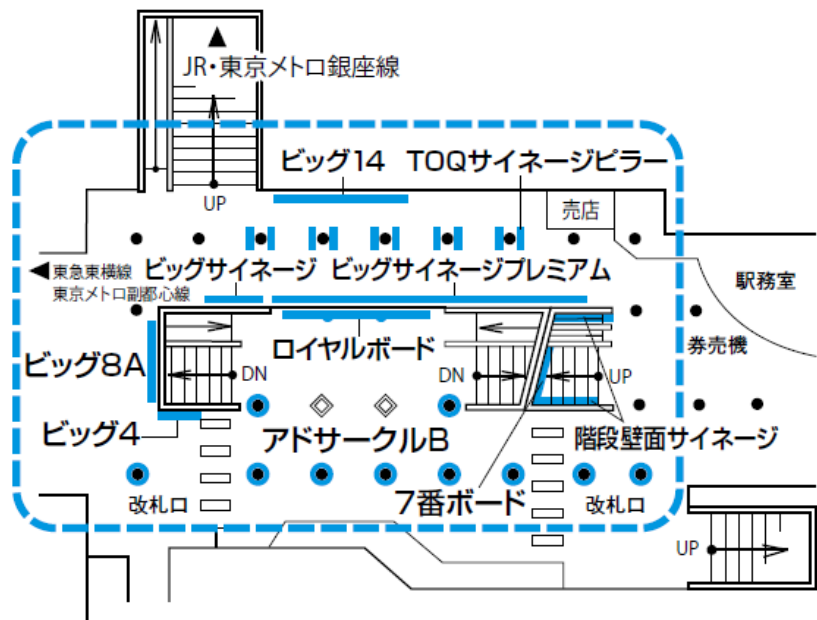 JR・東京メトロ銀座線
ビッグ14 TOQサイネージピラー
UP
売店
東急東横線
東京メトロ副都心線
ビッグサイネージ ビッグサイネージプレミアム
駅務室
ロイヤルボード
券売機
ビッグ8A
DN
DN
UP
ビッグ4
アドサークルB
階段壁面サイネージ
改札口
7番ボード
改札口
UP